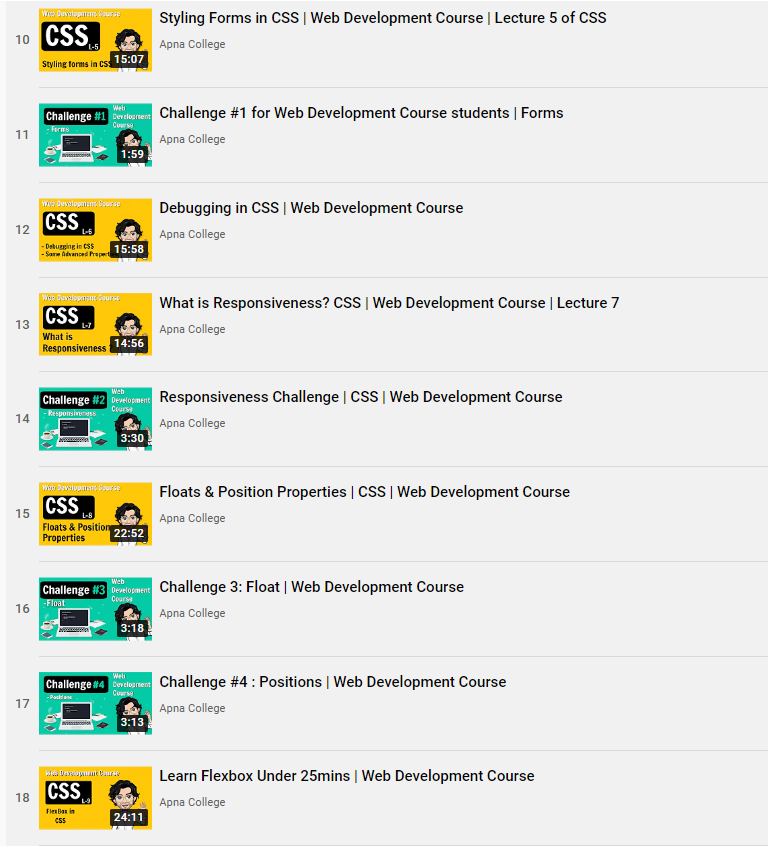 10
Web Development Course
CSS
L-5
Styling forms in CSS
15:07
Styling Forms in CSS | Web Development Course | Lecture 5 of CSS
Apna College
11
Challenge #1
Web
Development
Course
- Forms
1:59
Challenge #1 for Web Development Course students | Forms
Apna College
12
Web Development Course
CSS
L-6
- Debugging in CSS
- Some Advanced
15:58
Debugging in CSS | Web Development Course
Apna College
13
Web Development Course
CSS
L-7
What is
Responsiveness
14:56
What is Responsiveness? CSS | Web Development Course | Lecture 7
Apna College
14
Challenge #2
Web
Development
Course
- Responsiveness
3:30
Responsiveness Challenge | CSS | Web Development Course
Apna College
15
Web Development Course
CSS
L-8
Floats & Position
Properties
22:52
Floats & Position Properties | CSS | Web Development Course
Apna College
16
Challenge #3
Web
Development
Course
-Float
3:18
Challenge 3: Float | Web Development Course
Apna College
17
Challenge #4
Web
Development
Course
- Positions
3:13
Challenge #4 : Positions | Web Development Course
Apna College
18
Web Development Course
CSS
L-9
FlexBox in
CSS
24:11
Learn Flexbox Under 25mins | Web Development Course
Apna College